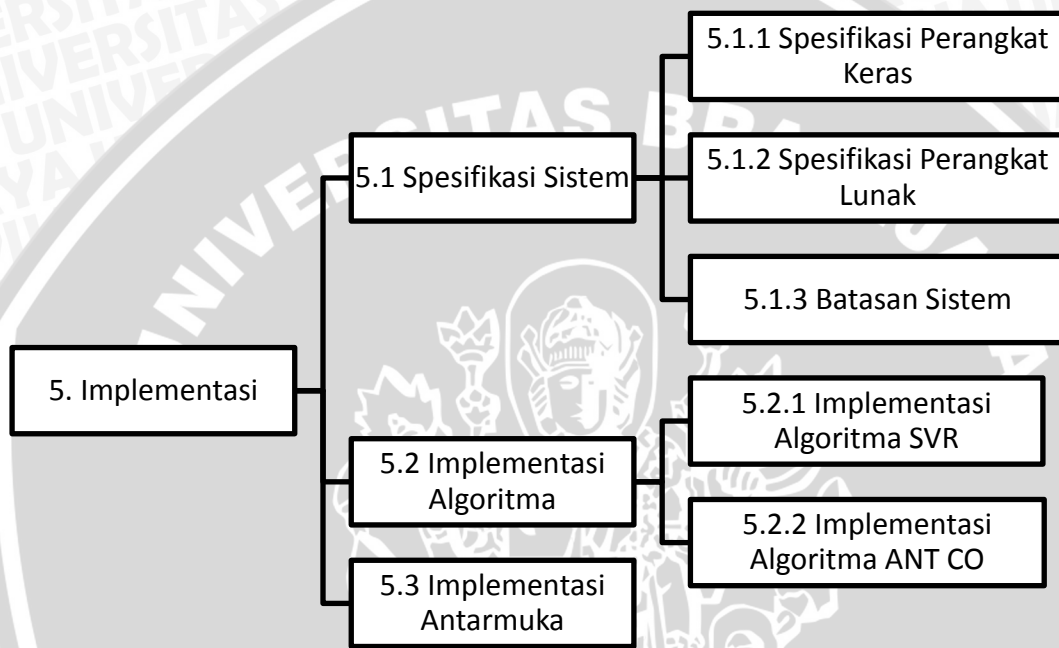 5. Implementasi
5.1 Spesifikasi Sistem
5.1.1 Spesifikasi Perangkat
Keras
5.1.2 Spesifikasi Perangkat
Lunak
5.1.3 Batasan Sistem
5.2 Implementasi
Algoritma
5.2.1 Implementasi
Algoritma SVR
5.2.2 Implementasi
Algoritma ANT CO
5.3 Implementasi
Antarmuka